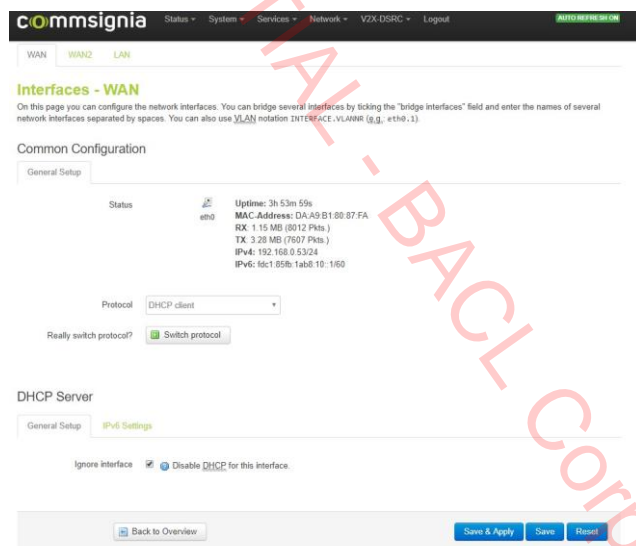 commsignia Status System Services Network V2X-DSRC Logout AUTO REFRESH ON
WAN WAN2 LAN
Interfaces - WAN
On this page you can configure the network interfaces. You can bridge several interfaces by ticking the "bridge interfaces" field and enter the names of several
network interfaces separated by spaces. You can also use VLAN notation INTERFACE.VLANNR (e.g.: eth0.1).
Common Configuration
General Setup
Status
eth0
Uptime: 3h 53m 59s
MAC-Address: DA:A9:B1:80:87:FA
RX: 1.15 MB (8012 Pkts.)
TX: 3.28 MB (7607 Pkts.)
IPv4: 192.168.0.53/24
IPv6: fdc1:85fb:1ab8:10::1/60
Protocol DHCP client
Really switch protocol? Switch protocol
DHCP Server
General Setup IPv6 Settings
Ignore interface Disable DHCP for this interface.
Back to Overview Save & Apply Save Reset
TIAL - BACL Corp